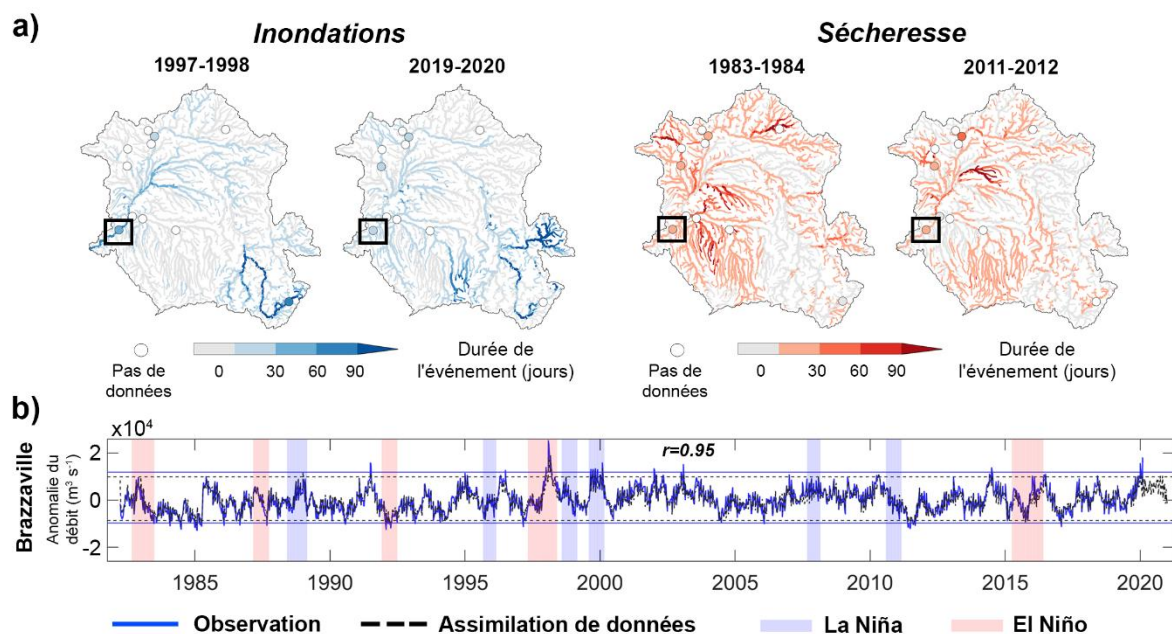 a)
Inondations
Sécheresse
1997-1998
2019-2020
1983-1984
2011-2012
Pas de
données
0 30 60 90
Durée de
l'événement (jours)
Pas de
données
0 30 60 90
Durée de
l'événement (jours)
b)
x10⁴
r=0.95
Brazzaville
Anomalie du
débit (m³ s⁻¹)
2
0
-2
1985 1990 1995 2000 2005 2010 2015 2020
Observation
Assimilation de données
La Niña
El Niño